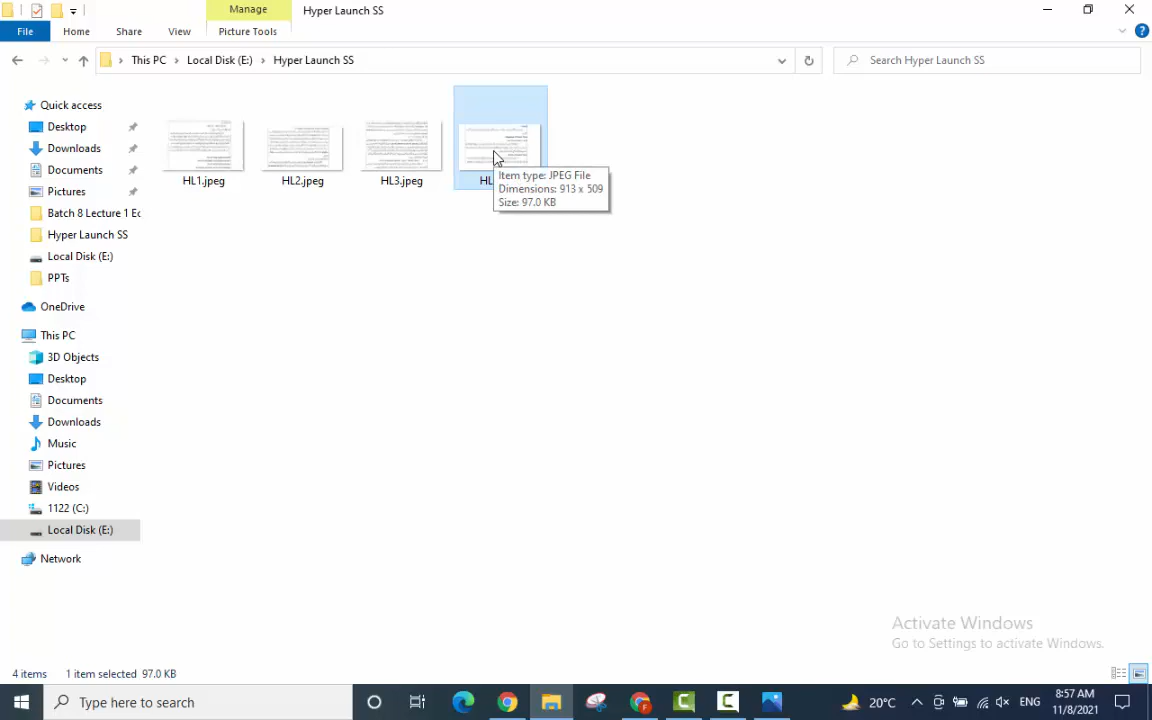 Manage
Hyper Launch SS
File
Home
Share
View
Picture Tools
This PC
Local Disk (E:)
Hyper Launch SS
Search Hyper Launch SS
Quick access
Desktop
Downloads
Documents
Pictures
Batch 8 Lecture 1 Ec
Hyper Launch SS
Local Disk (E:)
PPTs
OneDrive
This PC
3D Objects
Desktop
Documents
Downloads
Music
Pictures
Videos
1122 (C:)
Local Disk (E:)
Network
HL1.jpeg
HL2.jpeg
HL3.jpeg
HL
Item type: JPEG File
Dimensions: 913 x 509
Size: 97.0 KB
Activate Windows
Go to Settings to activate Windows.
4 items
1 item selected 97.0 KB
Type here to search
20°C
ENG
8:57 AM
11/8/2021